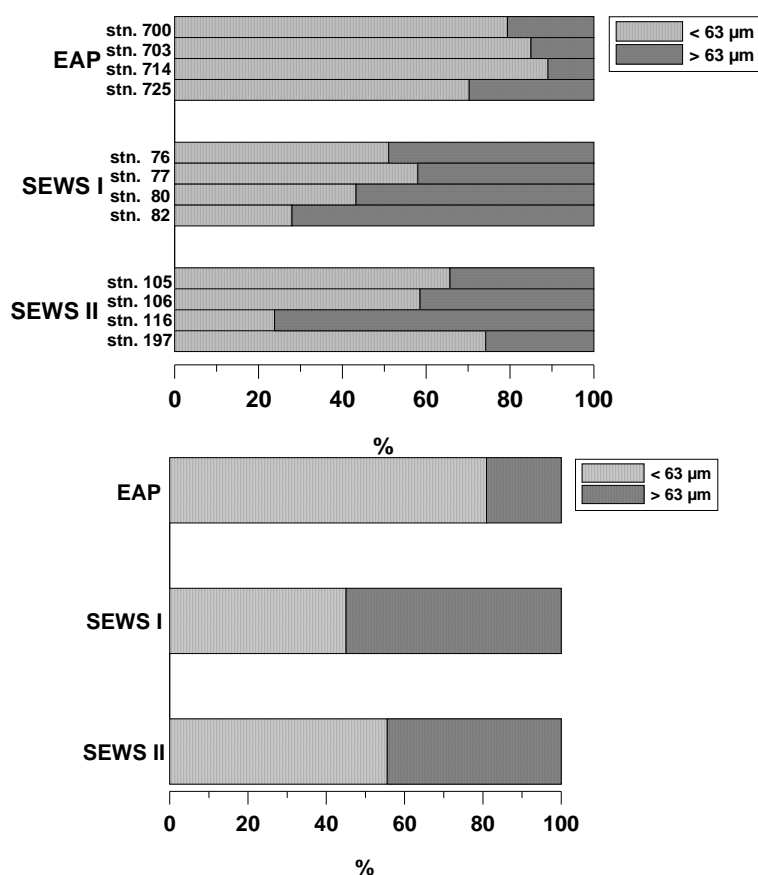 stn. 700
stn. 703
EAP
stn. 714
stn. 725
< 63 µm
> 63 µm
stn. 76
stn. 77
SEWS I
stn. 80
stn. 82
stn. 105
stn. 106
SEWS II
stn. 116
stn. 197
0 20 40 60 80 100
%
EAP
< 63 µm
> 63 µm
SEWS I
SEWS II
0 20 40 60 80 100
%